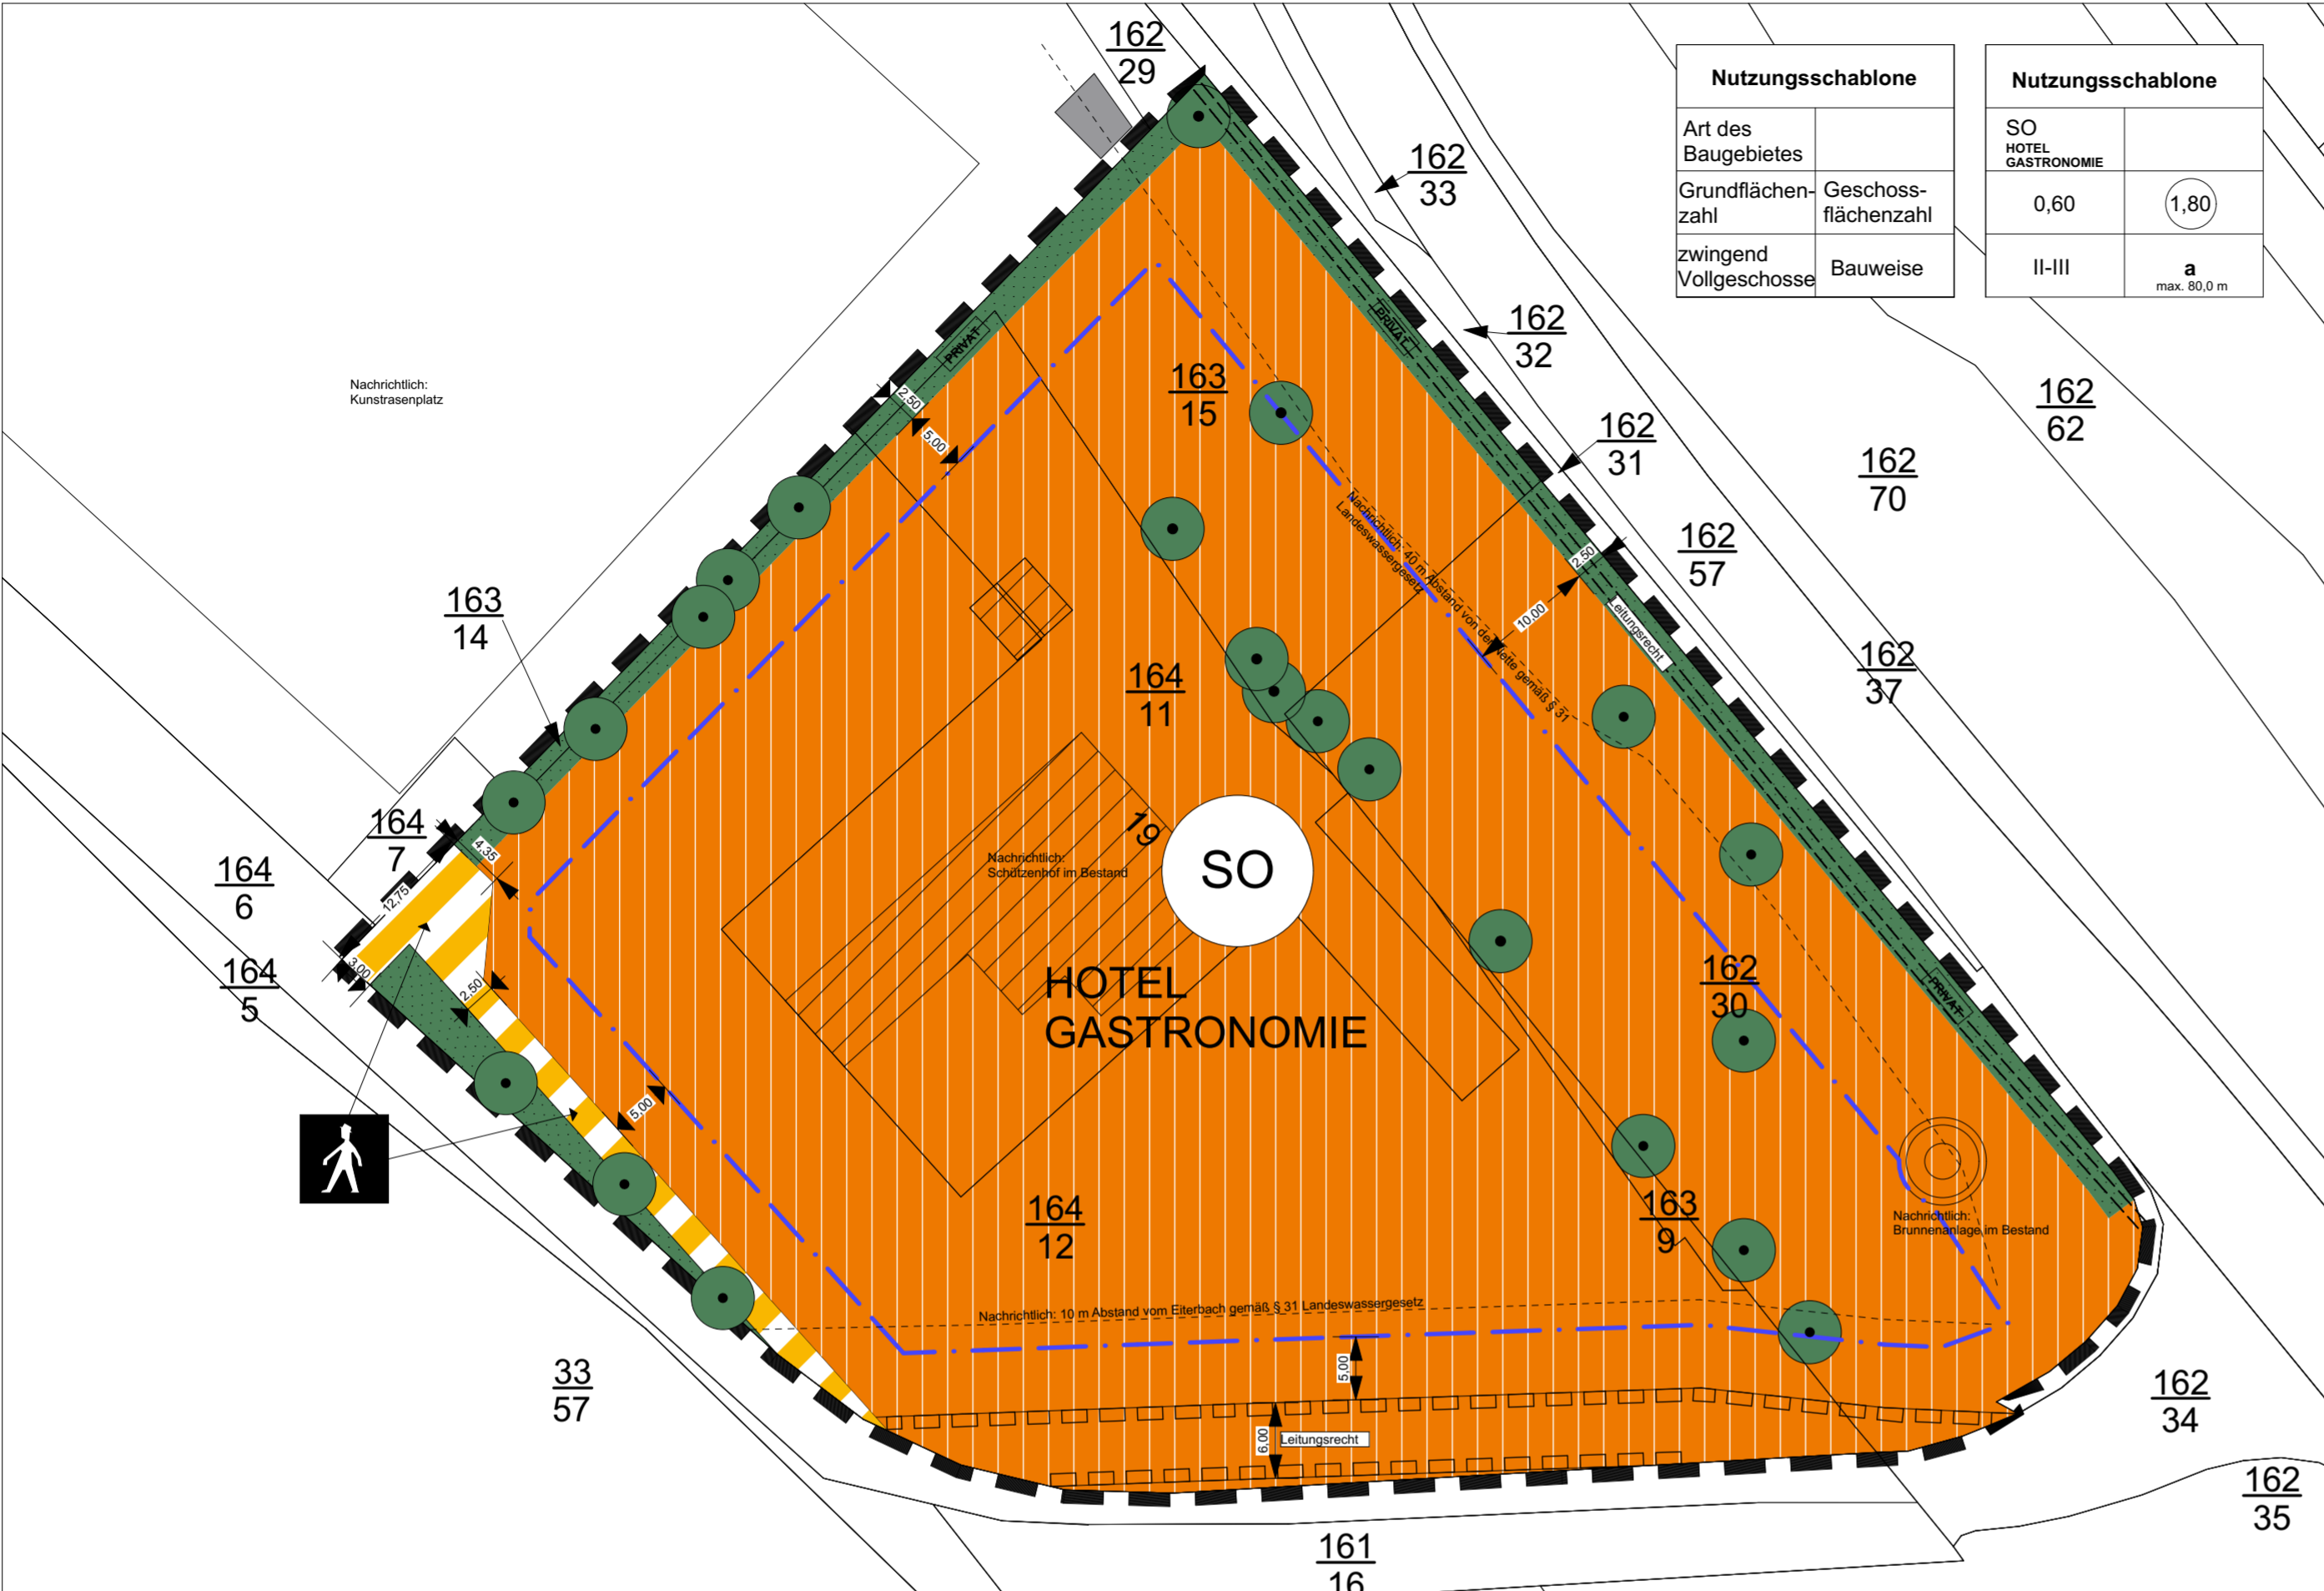 162
29
Nutzungsschablone
Art des
Baugebietes
Grundflächen-
zahl
Geschoss-
flächenzahl
zwingend
Vollgeschosse
Bauweise
Nutzungsschablone
SO
HOTEL
GASTRONOMIE
0,60
1,80
II-III
a
max. 80,0 m
162
33
162
32
162
31
162
57
162
62
162
70
162
37
Nachrichtlich:
Kunstrasenplatz
PRIVAT
PRIVAT
2,50
5,00
163
15
Nachrichtlich: 40 m Abstand von der Nette gemäß § 31
Landeswassergesetz
2,50
10,00
Leitungsrecht
163
14
164
11
164
7
164
6
164
5
4,35
12,75
3,00
2,50
5,00
19
Nachrichtlich:
Schützenhof im Bestand
SO
HOTEL
GASTRONOMIE
162
30
PRIVAT
164
12
163
9
Nachrichtlich:
Brunnenanlage im Bestand
Nachrichtlich: 10 m Abstand vom Eiterbach gemäß § 31 Landeswassergesetz
5,00
6,00
Leitungsrecht
33
57
162
34
162
35
161
16